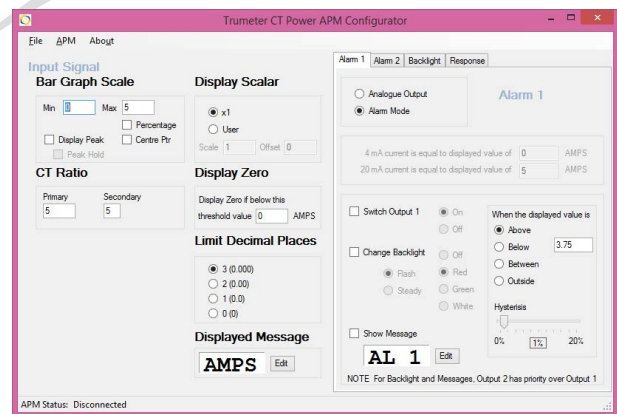 Trumeter CT Power APM Configurator
File APM About
Input Signal
Bar Graph Scale
Min 0 Max 5
Percentage
Display Peak Centre Ptr
Peak Hold
CT Ratio
Primary Secondary
5 5
Display Scalar
x1
User
Scale 1 Offset 0
Display Zero
Display Zero if below this
threshold value 0 AMPS
Limit Decimal Places
3 (0.000)
2 (0.00)
1 (0.0)
0 (0)
Displayed Message
AMPS Edit
Alarm 1 Alarm 2 Backlight Response
Analogue Output
Alarm Mode
Alarm 1
4 mA current is equal to displayed value of 0 AMPS
20 mA current is equal to displayed value of 5 AMPS
Switch Output 1 On
Off
Change Backlight Off
Flash Red
Steady Green
White
When the displayed value is
Above
Below 3.75
Between
Outside
Hysterisis
0% 1% 20%
Show Message
AL 1 Edit
NOTE For Backlight and Messages, Output 2 has priority over Output 1
APM Status: Disconnected